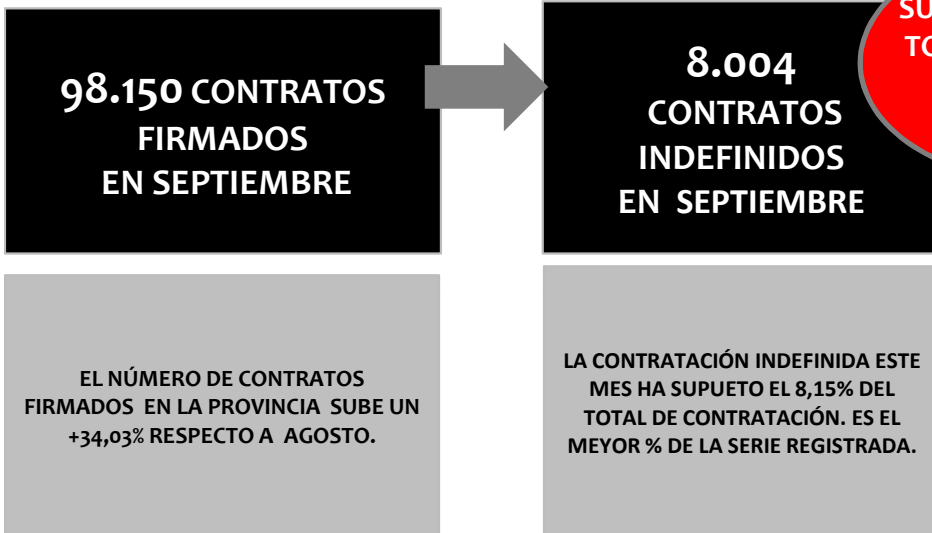 98.150 CONTRATOS
FIRMADOS
EN SEPTIEMBRE
8.004
CONTRATOS
INDEFINIDOS
EN SEPTIEMBRE
EL NÚMERO DE CONTRATOS
FIRMADOS EN LA PROVINCIA SUBE UN
+34,03% RESPECTO A AGOSTO.
LA CONTRATACIÓN INDEFINIDA ESTE
MES HA SUPUETO EL 8,15% DEL
TOTAL DE CONTRATACIÓN. ES EL
MEYOR % DE LA SERIE REGISTRADA.